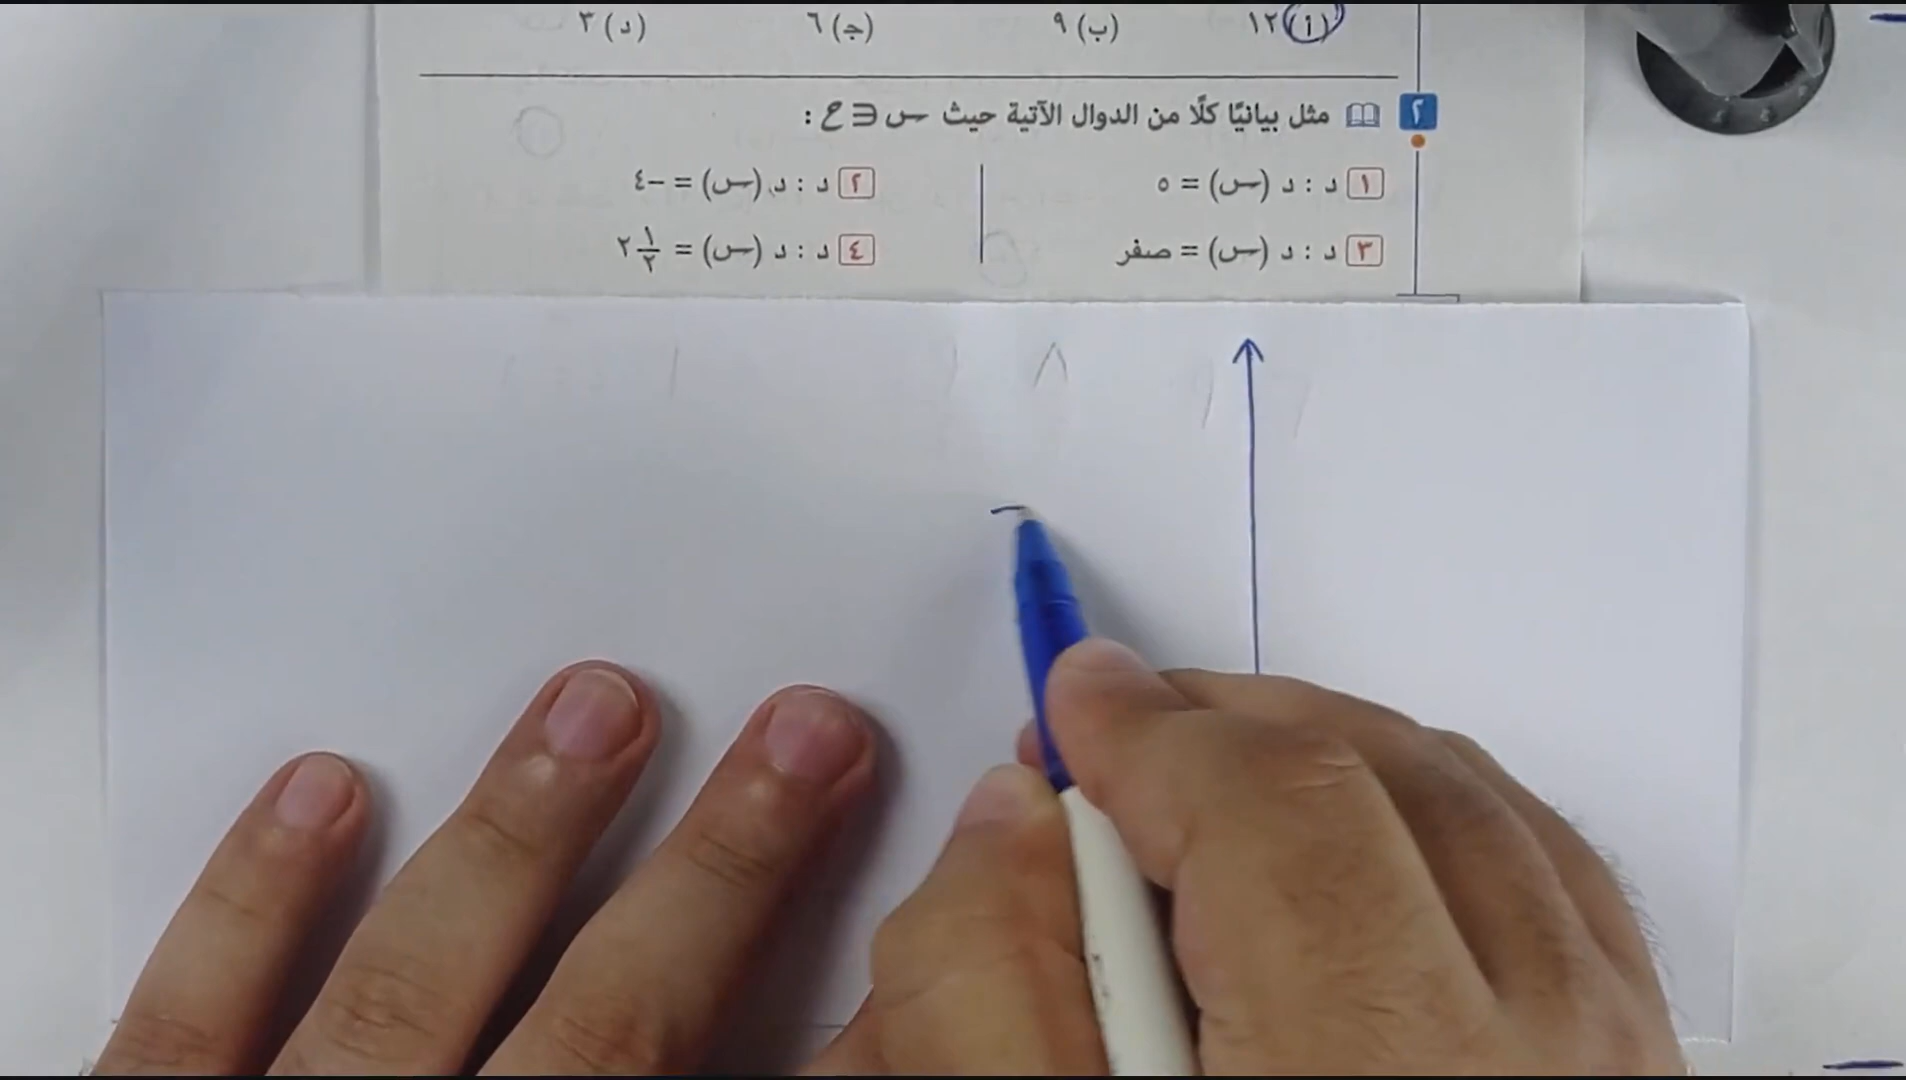 (أ) ١٢ (ب) ٩ (جـ) ٦ (د) ٣
٢ مثل بيانيًا كلًا من الدوال الآتية حيث س ∈ ح :
١ د : د (س) = ٥ ٢ د : د (س) = -٤
٣ د : د (س) = صفر ٤ د : د (س) = ٢ ١/٢